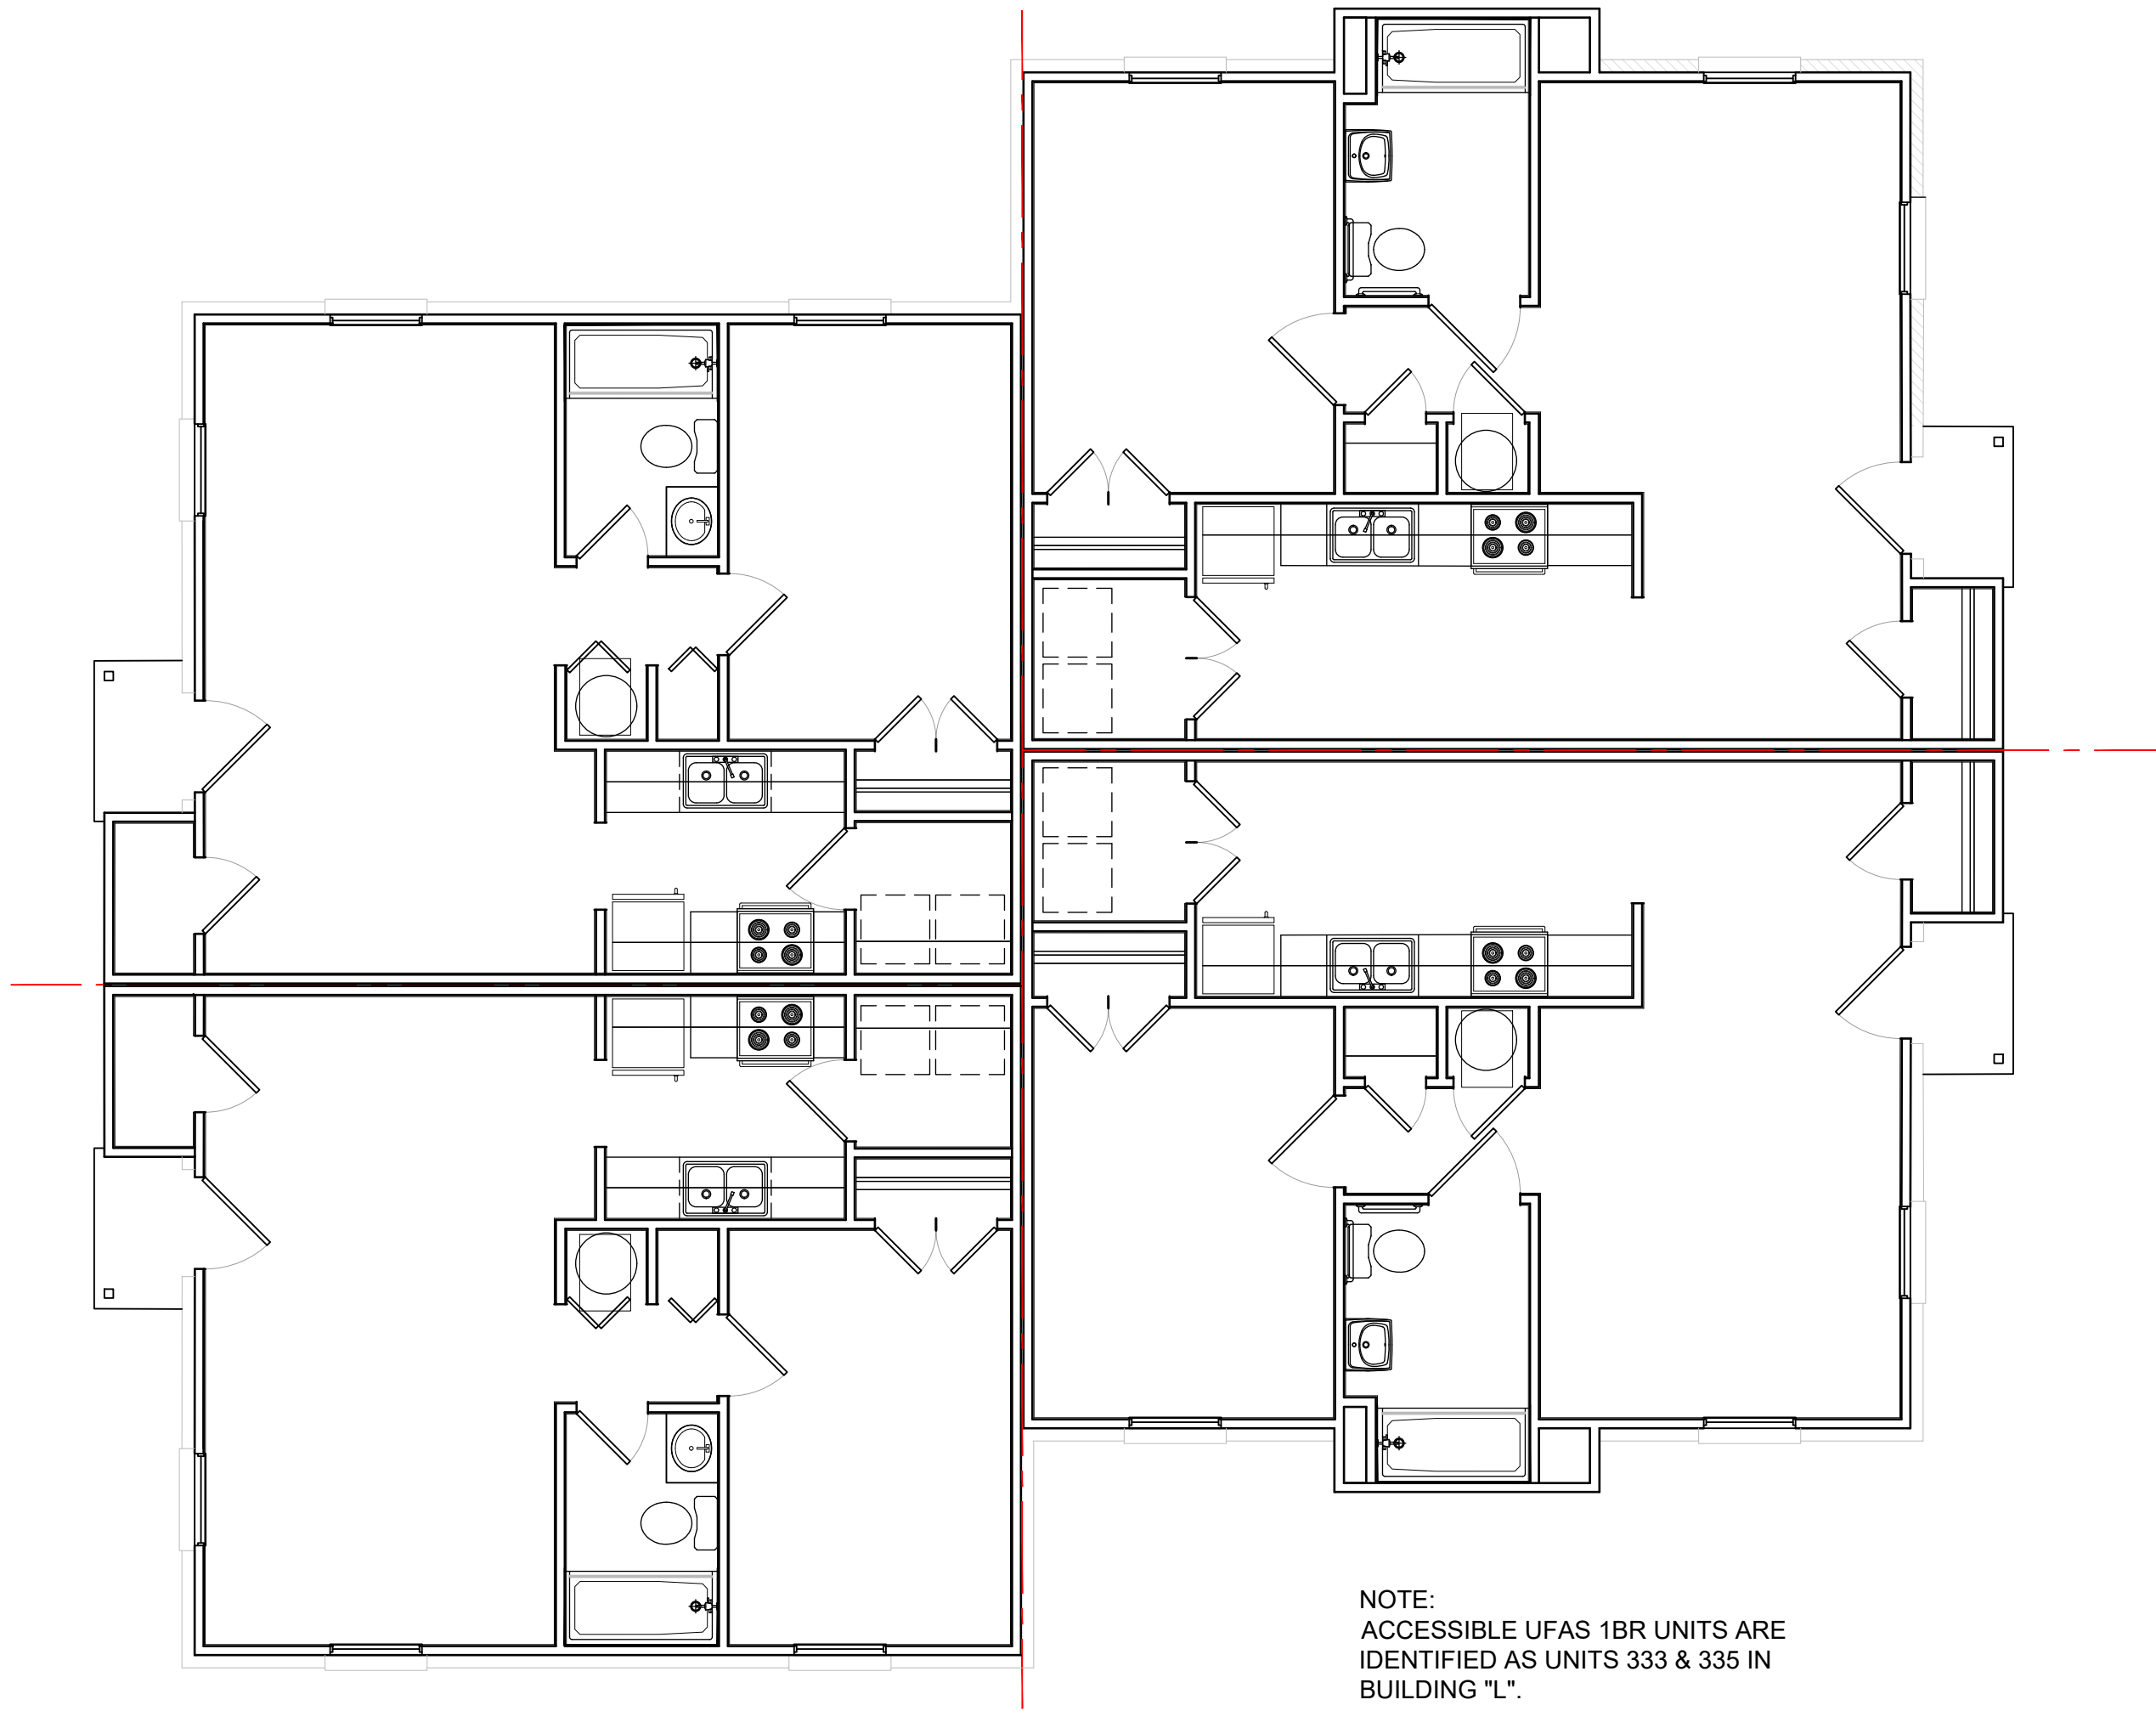 NOTE:
ACCESSIBLE UFAS 1BR UNITS ARE
IDENTIFIED AS UNITS 333 & 335 IN
BUILDING "L".